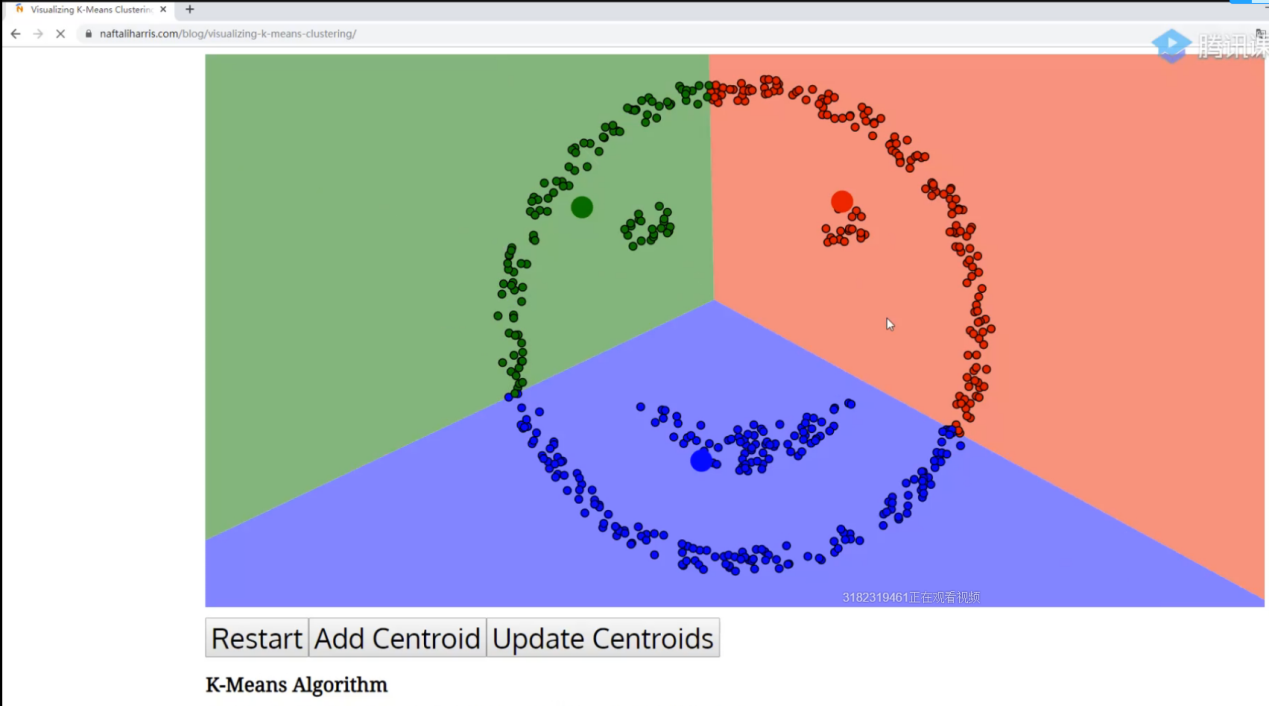 Visualizing K-Means Clusterin
naftaliharris.com/blog/visualizing-k-means-clustering/
腾讯课
3182319461正在观看视频
Restart Add Centroid Update Centroids
K-Means Algorithm